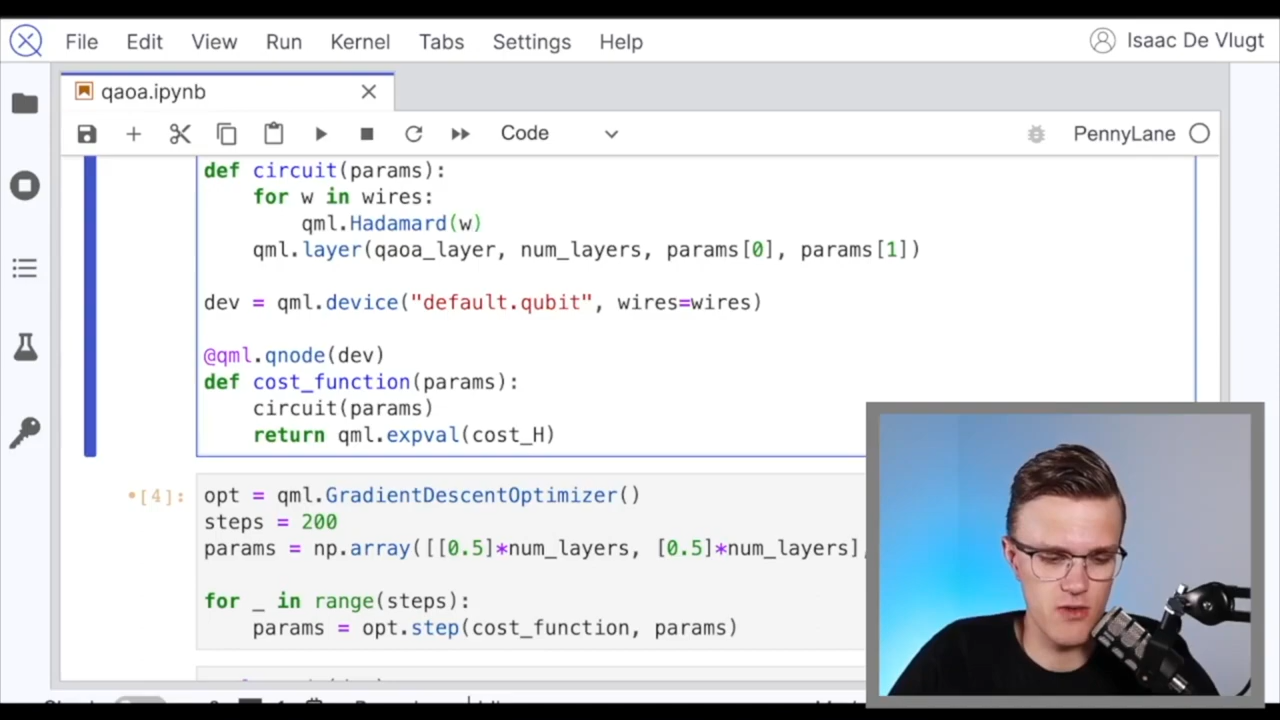 File Edit View Run Kernel Tabs Settings Help Isaac De Vlugt
qaoa.ipynb
Code PennyLane
def circuit(params):
    for w in wires:
        qml.Hadamard(w)
    qml.layer(qaoa_layer, num_layers, params[0], params[1])
dev = qml.device("default.qubit", wires=wires)
@qml.qnode(dev)
def cost_function(params):
    circuit(params)
    return qml.expval(cost_H)
[4]: opt = qml.GradientDescentOptimizer()
steps = 200
params = np.array([[0.5]*num_layers, [0.5]*num_layers],
for _ in range(steps):
    params = opt.step(cost_function, params)